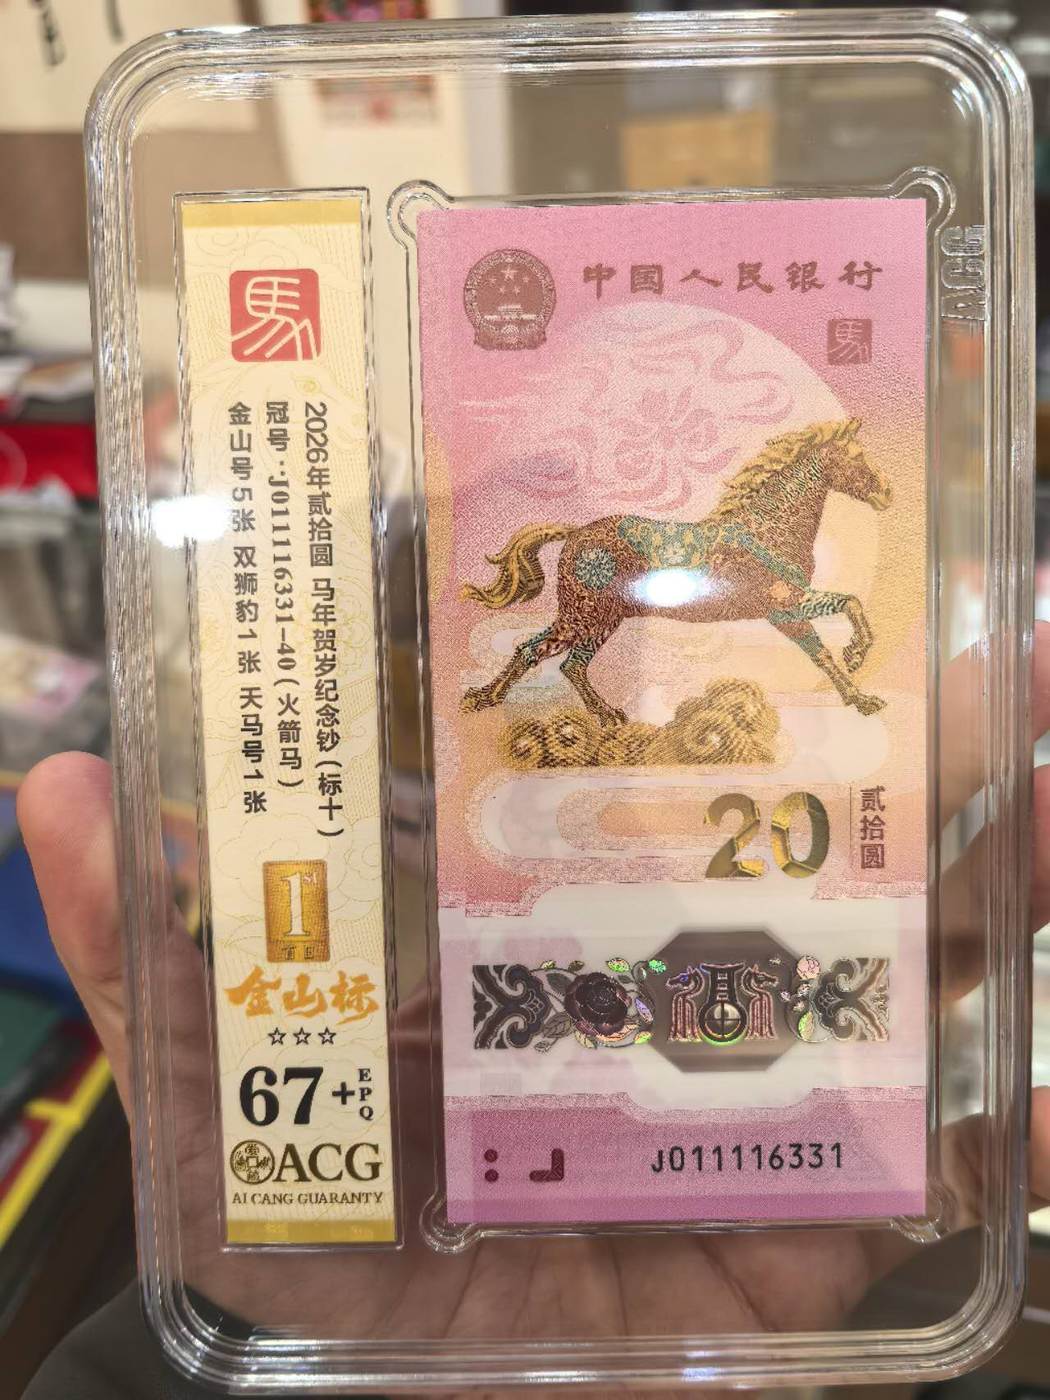 馬
2026年贰拾圆 马年贺岁纪念钞(标十)
冠号:J011116331-40(火箭马)
金山号5张 双狮豹1张 天马号1张
1ST
金山标
☆☆☆
67+EPQ
ACG
AI CANG GUARANTY
ACG
中国人民银行
馬
20
贰拾圆
J011116331